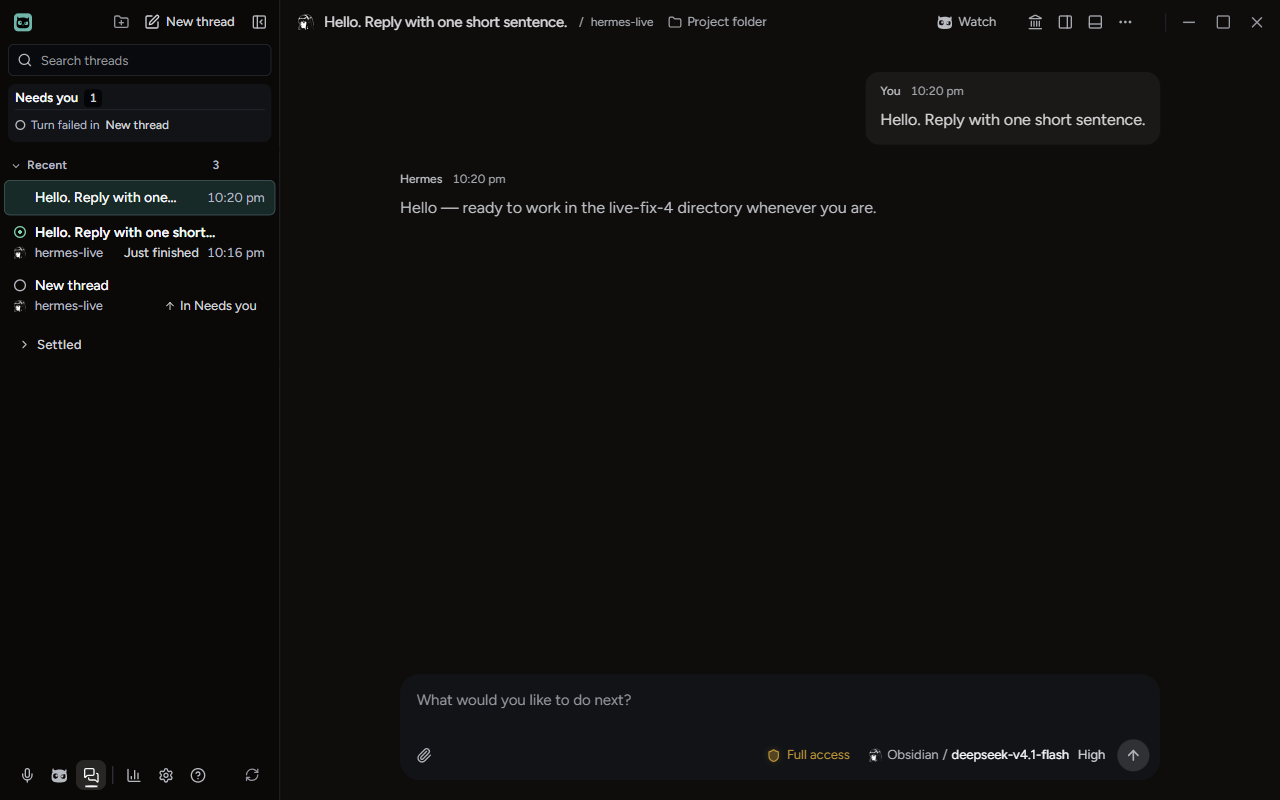 New thread
Search threads
Needs you 1
Turn failed in New thread
Recent 3
Hello. Reply with one... 10:20 pm
Hello. Reply with one short...
hermes-live Just finished 10:16 pm
New thread
hermes-live ↑ In Needs you
Settled
Hello. Reply with one short sentence. / hermes-live Project folder Watch
You 10:20 pm
Hello. Reply with one short sentence.
Hermes 10:20 pm
Hello — ready to work in the live-fix-4 directory whenever you are.
What would you like to do next?
Full access Obsidian / deepseek-v4.1-flash High